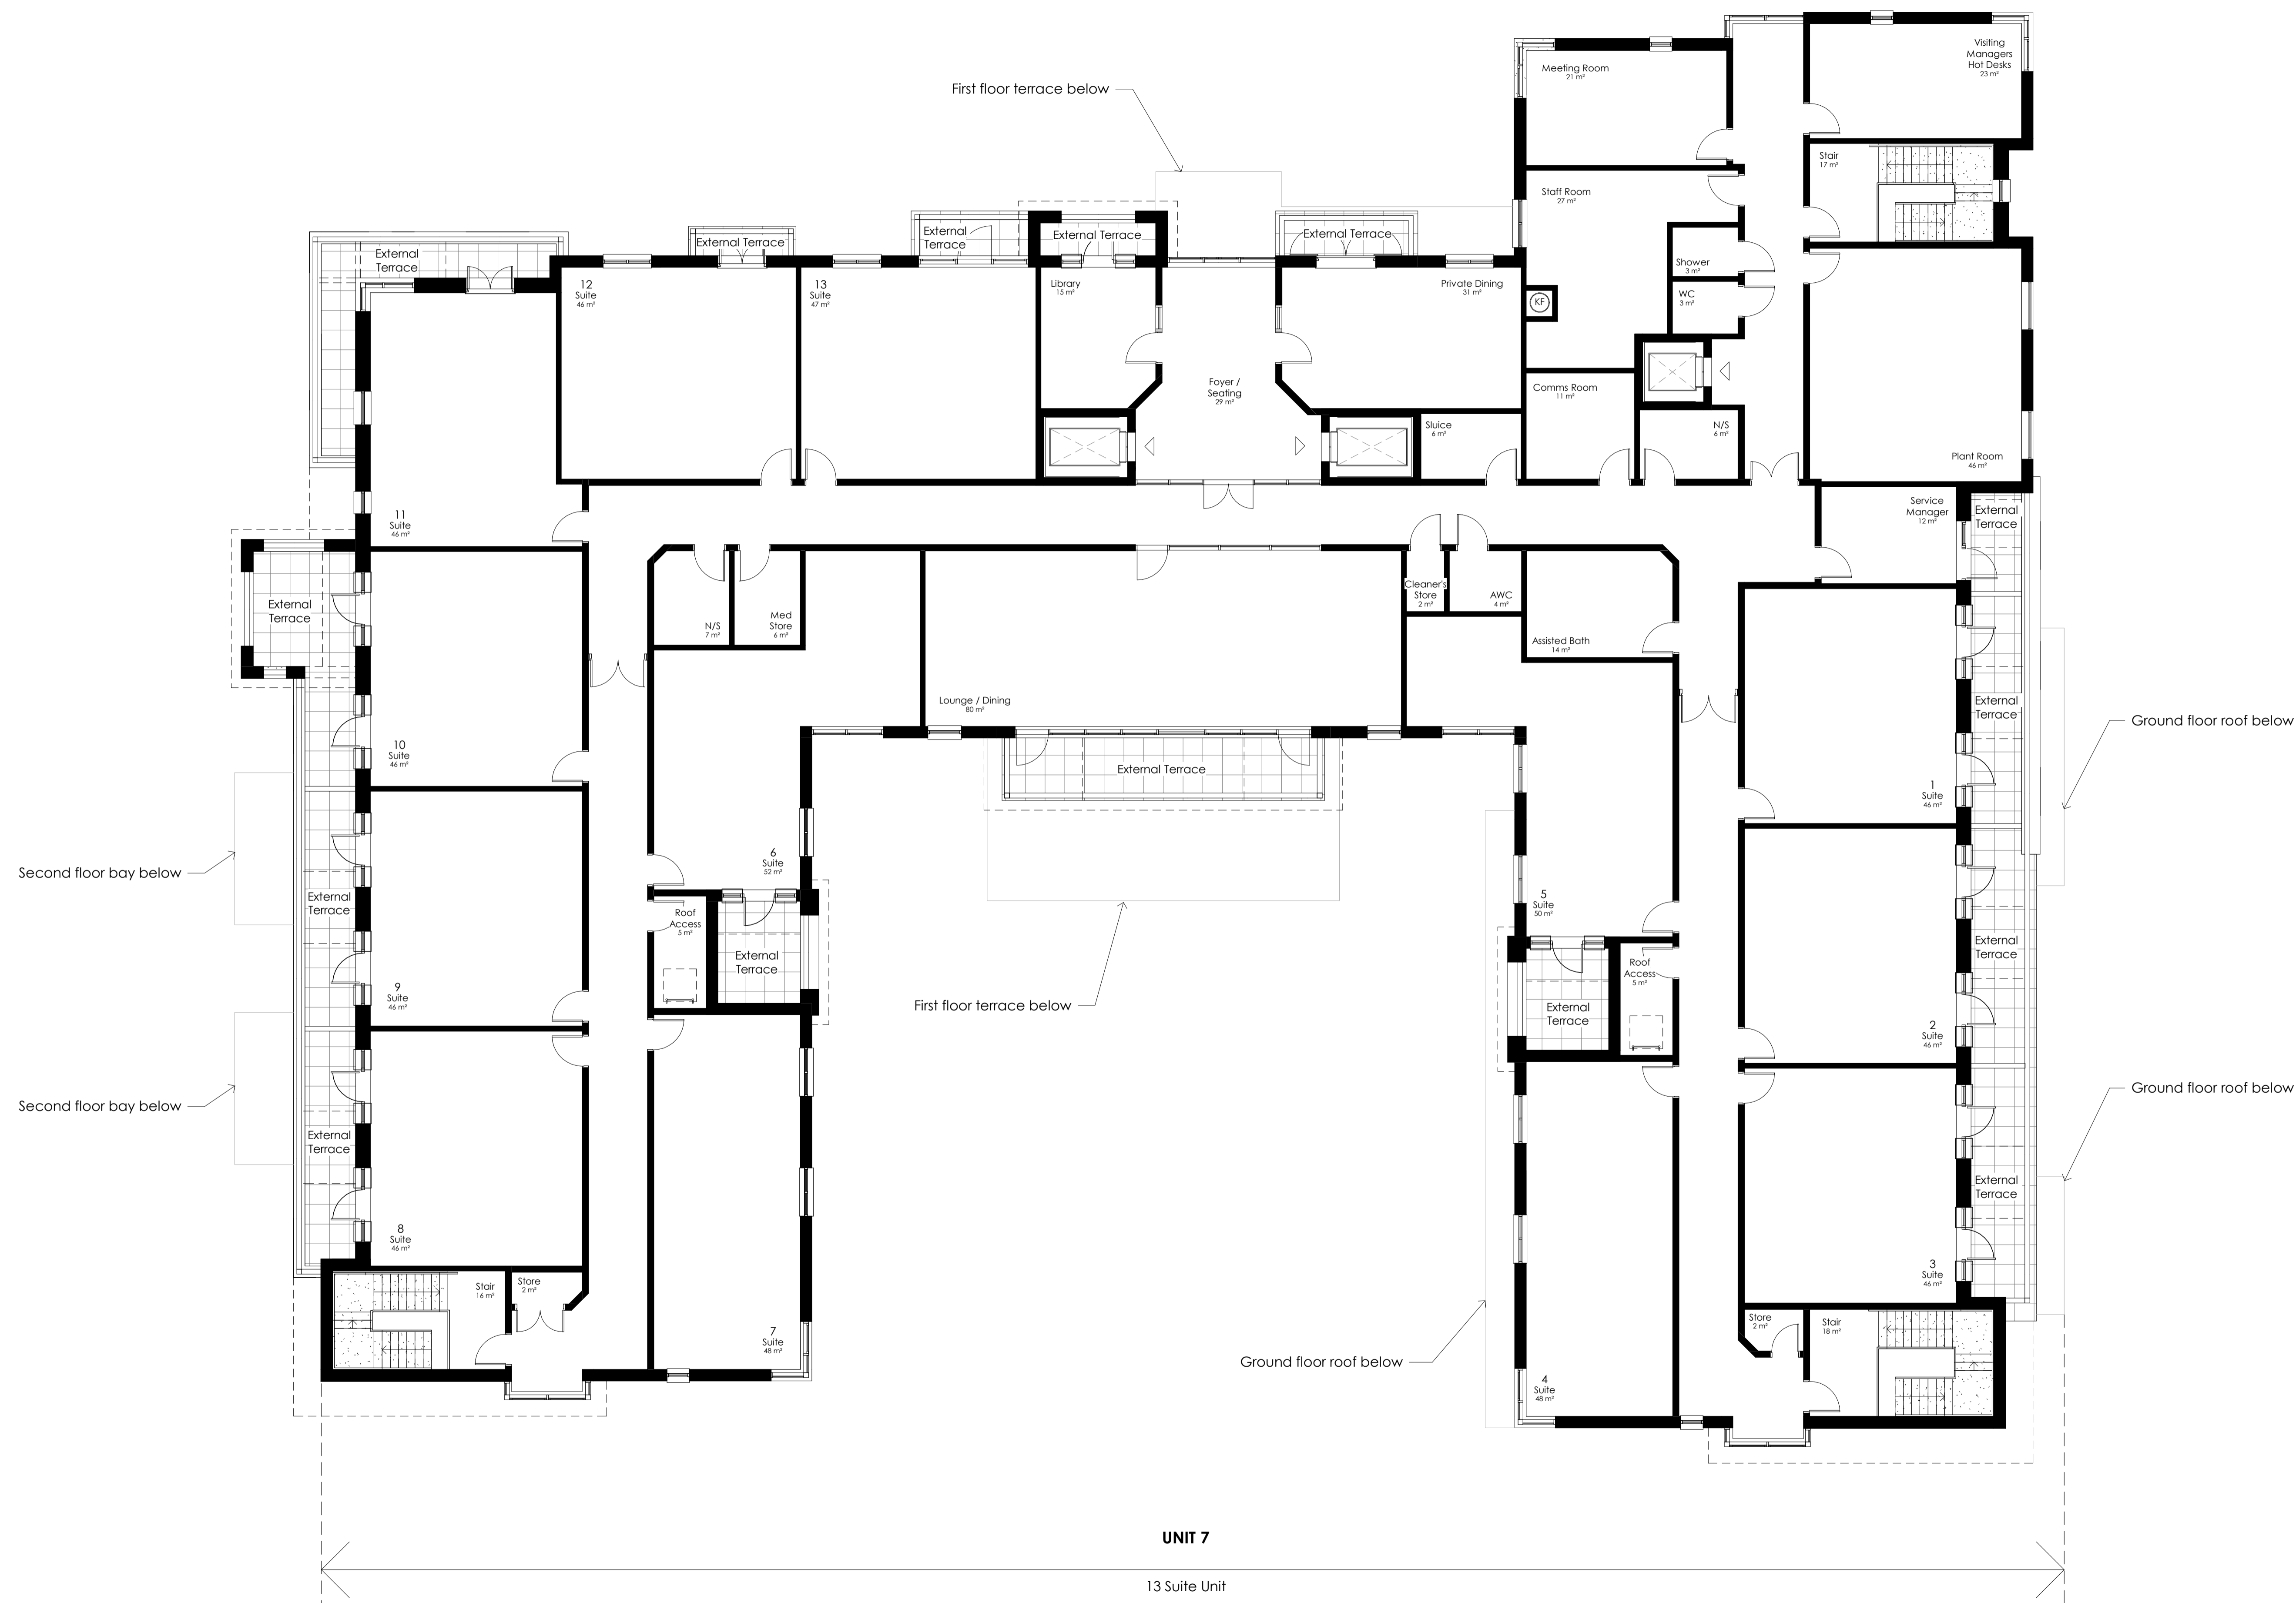 Visiting
Managers
Hot Desks
23 m²
Meeting Room
21 m²
First floor terrace below
Stair
17 m²
Staff Room
27 m²
External
Terrace
External Terrace
External
Terrace
External Terrace
External Terrace
Shower
3 m²
WC
3 m²
KF
12
Suite
46 m²
13
Suite
47 m²
Library
15 m²
Private Dining
31 m²
Foyer /
Seating
29 m²
Comms Room
11 m²
Sluice
6 m²
N/S
6 m²
Plant Room
46 m²
11
Suite
46 m²
Service
Manager
12 m²
External
Terrace
External
Terrace
N/S
7 m²
Med
Store
6 m²
Cleaner's
Store
2 m²
AWC
4 m²
Assisted Bath
14 m²
Lounge / Dining
80 m²
External
Terrace
Ground floor roof below
10
Suite
46 m²
External Terrace
1
Suite
46 m²
Second floor bay below
6
Suite
52 m²
External
Terrace
Roof
Access
5 m²
5
Suite
50 m²
External
Terrace
External
Terrace
Roof
Access
5 m²
9
Suite
46 m²
First floor terrace below
External
Terrace
2
Suite
46 m²
Second floor bay below
Ground floor roof below
External
Terrace
External
Terrace
8
Suite
46 m²
3
Suite
46 m²
Stair
16 m²
Store
2 m²
7
Suite
48 m²
Store
2 m²
Stair
18 m²
Ground floor roof below
4
Suite
48 m²
UNIT 7
13 Suite Unit